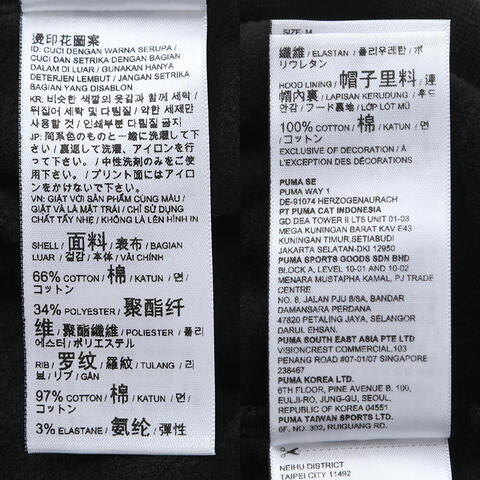 燙印花圖案
ID: CUCI DENGAN WARNA SERUPA /
CUCI DAN SETRIKA DENGAN BAGIAN
DALAM DI LUAR / GUNAKAN HANYA
DETERJEN LEMBUT / JANGAN SETRIKA
BAGIAN YANG DISABLON
KR: 비슷한 색깔의 옷감과 함께 세탁 /
뒤집어 세탁 및 다림질 / 약한 세제만
사용할 것 / 인쇄부분 다림질 금지
JP: 同系色のものと一緒に洗濯して下
さい / 裏返して洗濯、アイロンを行
って下さい。/ 中性洗剤のみをご使用
下さい。/ プリント面にはアイロ
ンをかけないで下さい。
VN: GIẶT VỚI SẢN PHẨM CÙNG MÀU /
GIẶT VÀ LÀ MẶT TRÁI / CHỈ SỬ DỤNG
CHẤT TẨY NHẸ / KHÔNG LÀ LÊN HÌNH IN
SHELL / 面料 / 表布 / BAGIAN
LUAR / 겉감 / 本体 / VẢI CHÍNH
66% COTTON / 棉 / KATUN / 면 /
コットン
34% POLYESTER / 聚酯纤
维 / 聚酯纖維 / POLIESTER / 폴리
에스터 / ポリエステル
RIB / 罗纹 / 羅紋 / TULANG / 리
브 / リブ / GÂN
97% COTTON / 棉 / KATUN / 면 /
コットン
3% ELASTANE / 氨纶 / 彈性
SIZE: M
纖維 / ELASTAN / 폴리우레탄 / ポ
リウレタン
HOOD LINING / 帽子里料 / 連
帽內裏 / LAPISAN KERUDUNG / 후드
안감 / フード裏地 / LỚP LÓT MŨ
100% COTTON / 棉 / KATUN / 면 /
コットン
EXCLUSIVE OF DECORATION / À
L'EXCEPTION DES DÉCORATIONS
PUMA SE
PUMA WAY 1
DE-91074 HERZOGENAURACH
PT PUMA CAT INDONESIA
GD DEA TOWER II LT5 UNIT 01-03
MEGA KUNINGAN BARAT KAV E43
KUNINGAN TIMUR,SETIABUDI
JAKARTA SELATAN-DKI 12950
PUMA SPORTS GOODS SDN BHD
BLOCK A, LEVEL 10-01 AND 10-02
MENARA MUSTAPHA KAMAL, PJ TRADE
CENTRE
NO. 8, JALAN PJU 8/8A, BANDAR
DAMANSARA PERDANA
47820 PETALING JAYA, SELANGOR
DARUL EHSAN.
PUMA SOUTH EAST ASIA PTE LTD
VISIONCREST COMMERCIAL,103
PENANG ROAD #07-01/07 SINGAPORE
238467
PUMA KOREA LTD.
6TH FLOOR, PINE AVENUE B, 100,
EULJI-RO, JUNG-GU, SEOUL,
REPUBLIC OF KOREA 04551
PUMA TAIWAN SPORTS LTD.
6F, NO. 302, RUIGUANG RD.
NEIHU DISTRICT
TAIPEI CITY 11492